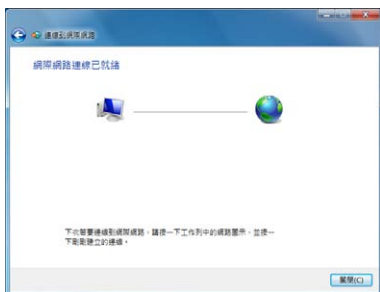 連線到網際網路
網際網路連線已就緒
下次若要連線到網際網路，請按一下工作列中的網路圖示，並按一
下剛剛建立的連線。
關閉(C)